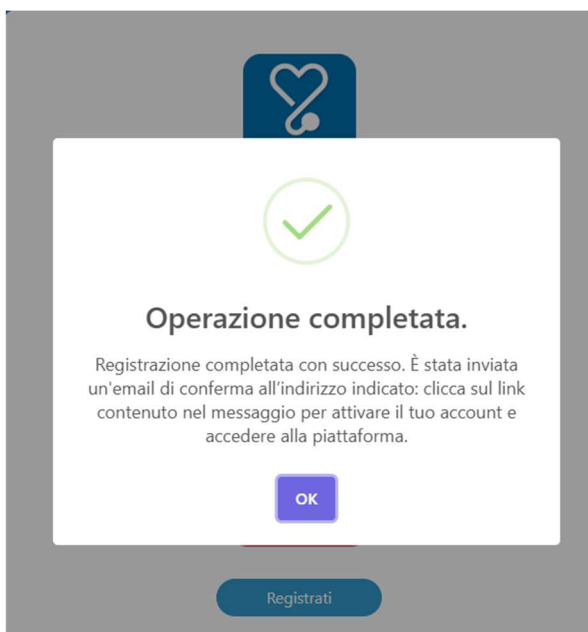 Operazione completata.
Registrazione completata con successo. È stata inviata
un'email di conferma all'indirizzo indicato: clicca sul link
contenuto nel messaggio per attivare il tuo account e
accedere alla piattaforma.
OK
Registrati